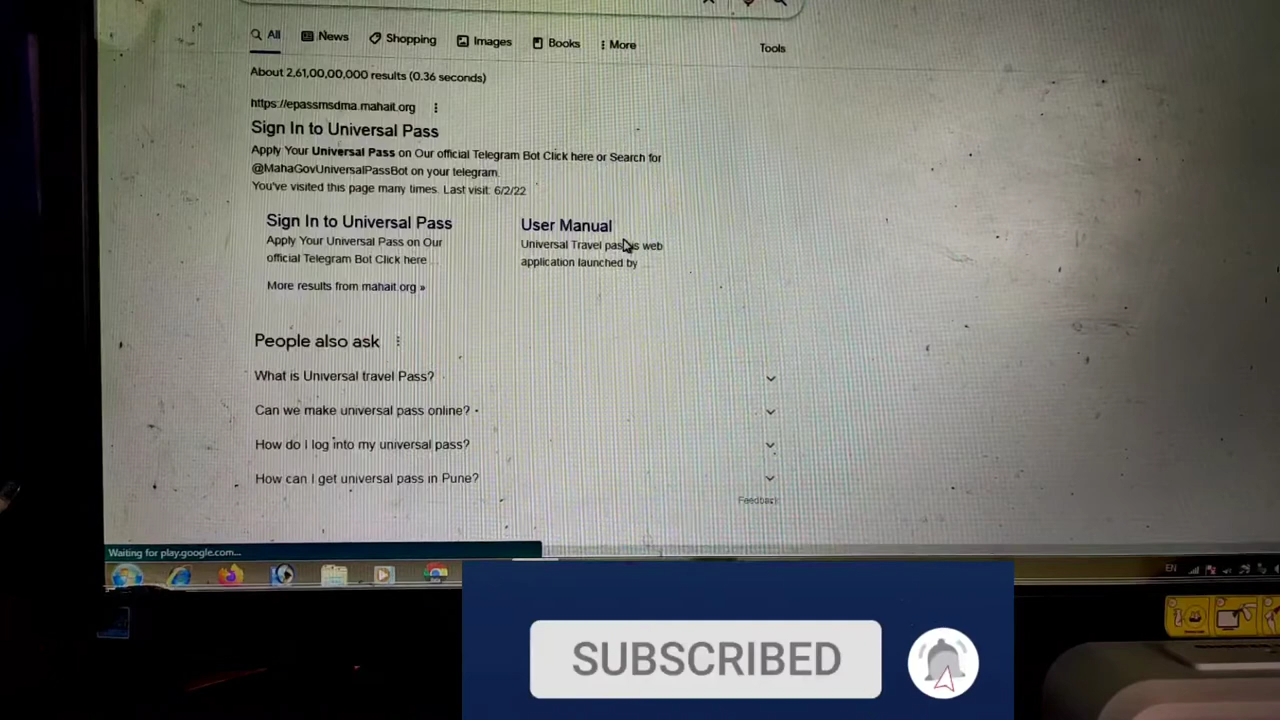 All
News
Shopping
Images
Books
More
Tools
About 2,61,00,00,000 results (0.36 seconds)
https://epassmsdma.mahait.org
Sign In to Universal Pass
Apply Your Universal Pass on Our official Telegram Bot Click here or Search for
@MahaGovUniversalPassBot on your telegram.
You've visited this page many times. Last visit: 6/2/22
Sign In to Universal Pass
Apply Your Universal Pass on Our
official Telegram Bot Click here
User Manual
Universal Travel pass is web
application launched by
More results from mahait.org »
People also ask
What is Universal travel Pass?
Can we make universal pass online?
How do I log into my universal pass?
How can I get universal pass in Pune?
Feedback
Waiting for play.google.com...
EN
SUBSCRIBED